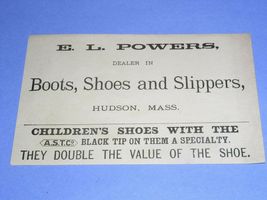 E. L. POWERS,
DEALER IN
Boots, Shoes and Slippers,
HUDSON, MASS.
CHILDREN'S SHOES WITH THE
A.S.T.Co BLACK TIP ON THEM A SPECIALTY.
THEY DOUBLE THE VALUE OF THE SHOE.